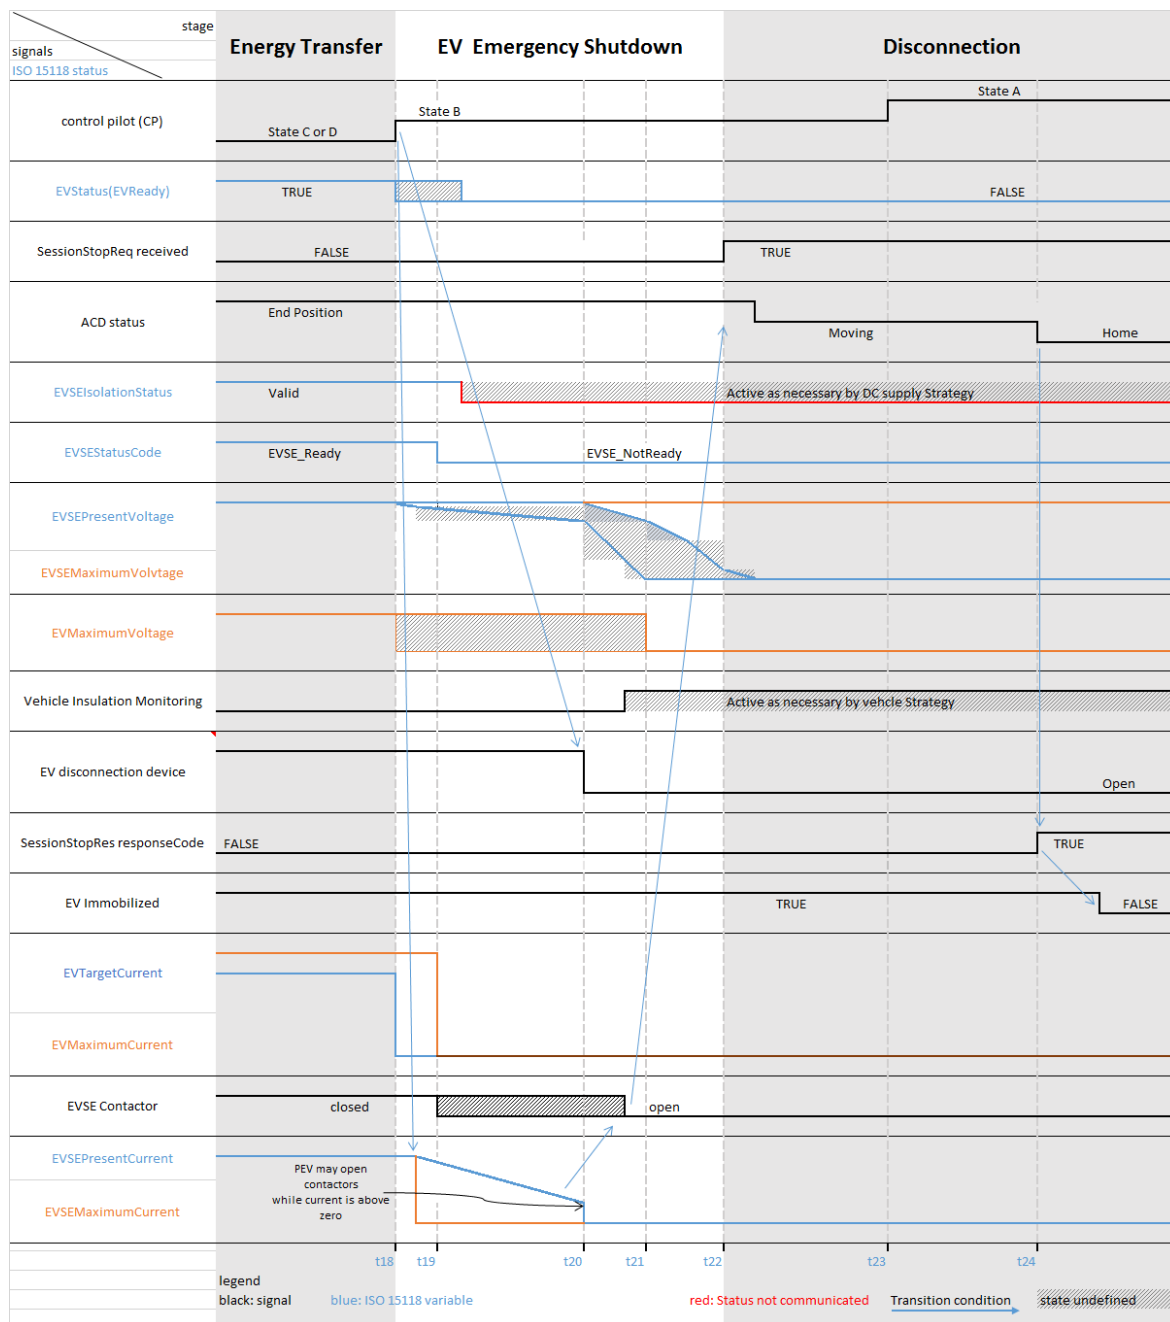 stage
signals
ISO 15118 status
Energy Transfer
EV Emergency Shutdown
Disconnection
control pilot (CP)
State C or D
State B
State A
EVStatus(EVReady)
TRUE
FALSE
SessionStopReq received
FALSE
TRUE
ACD status
End Position
Moving
Home
EVSEIsolationStatus
Valid
Active as necessary by DC supply Strategy
EVSEStatusCode
EVSE_Ready
EVSE_NotReady
EVSEPresentVoltage
EVSEMaximumVolvtage
EVMaximumVoltage
Vehicle Insulation Monitoring
Active as necessary by vehcle Strategy
EV disconnection device
Open
SessionStopRes responseCode
FALSE
TRUE
EV Immobilized
TRUE
FALSE
EVTargetCurrent
EVMaximumCurrent
EVSE Contactor
closed
open
EVSEPresentCurrent
PEV may open
contactors
while current is above
zero
EVSEMaximumCurrent
t18
t19
t20
t21
t22
t23
t24
legend
black: signal
blue: ISO 15118 variable
red: Status not communicated
Transition condition
state undefined